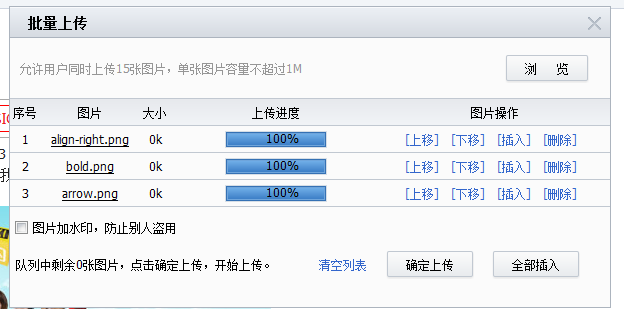 批量上传
允许用户同时上传15张图片，单张图片容量不超过1M
浏 览
序号 图片 大小 上传进度 图片操作
1 align-right.png 0k 100% [上移] [下移] [插入] [删除]
2 bold.png 0k 100% [上移] [下移] [插入] [删除]
3 arrow.png 0k 100% [上移] [下移] [插入] [删除]
图片加水印，防止别人盗用
队列中剩余0张图片，点击确定上传，开始上传。 清空列表 确定上传 全部插入
3
我